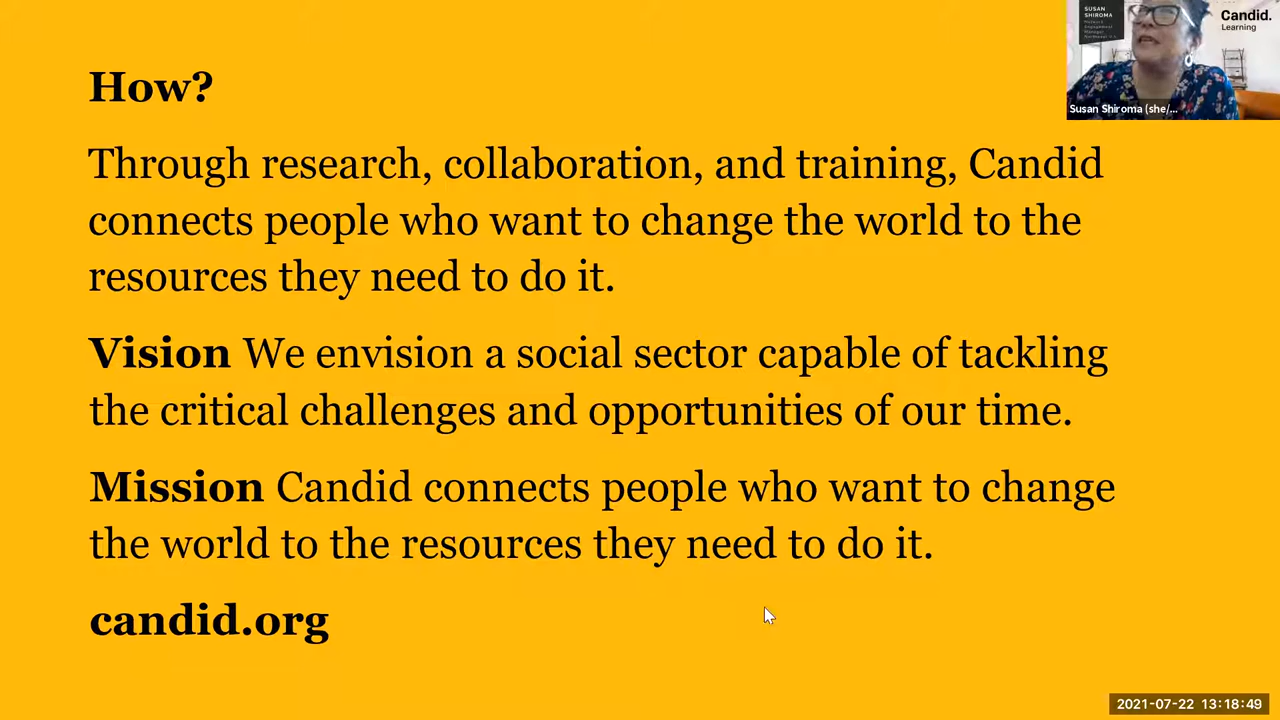 How?
Through research, collaboration, and training, Candid
connects people who want to change the world to the
resources they need to do it.
Vision We envision a social sector capable of tackling
the critical challenges and opportunities of our time.
Mission Candid connects people who want to change
the world to the resources they need to do it.
candid.org
SUSAN
SHIROMA
Candid.
Learning
Susan Shiroma (she/...
2021-07-22 13:18:49